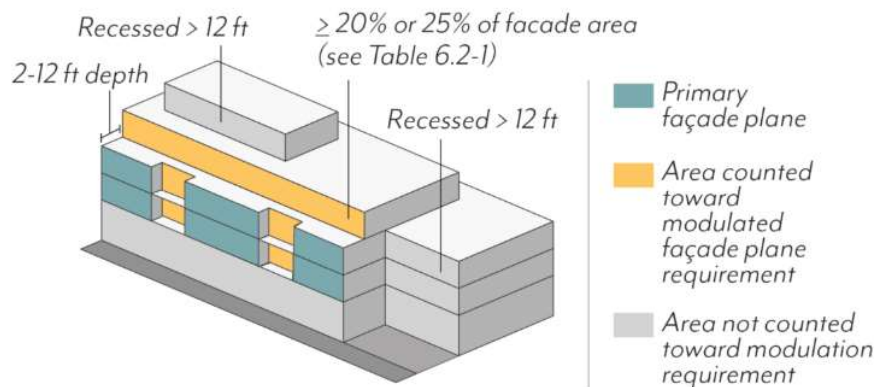 Recessed > 12 ft
≥ 20% or 25% of facade area
(see Table 6.2-1)
2-12 ft depth
Recessed > 12 ft
Primary
façade plane
Area counted
toward
modulated
façade plane
requirement
Area not counted
toward modulation
requirement